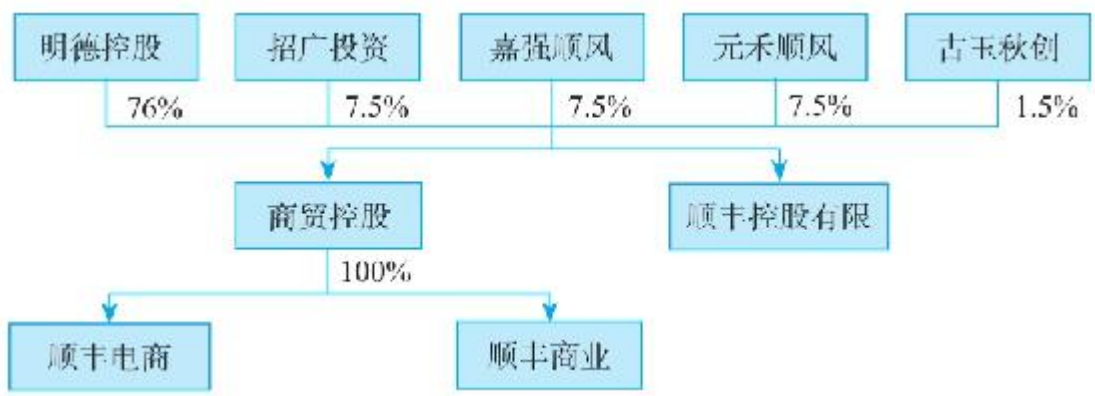 明德控股
招广投资
嘉强顺风
元禾顺风
古玉秋创
76%
7.5%
7.5%
7.5%
1.5%
商贸控股
顺丰控股有限
100%
顺丰电商
顺丰商业